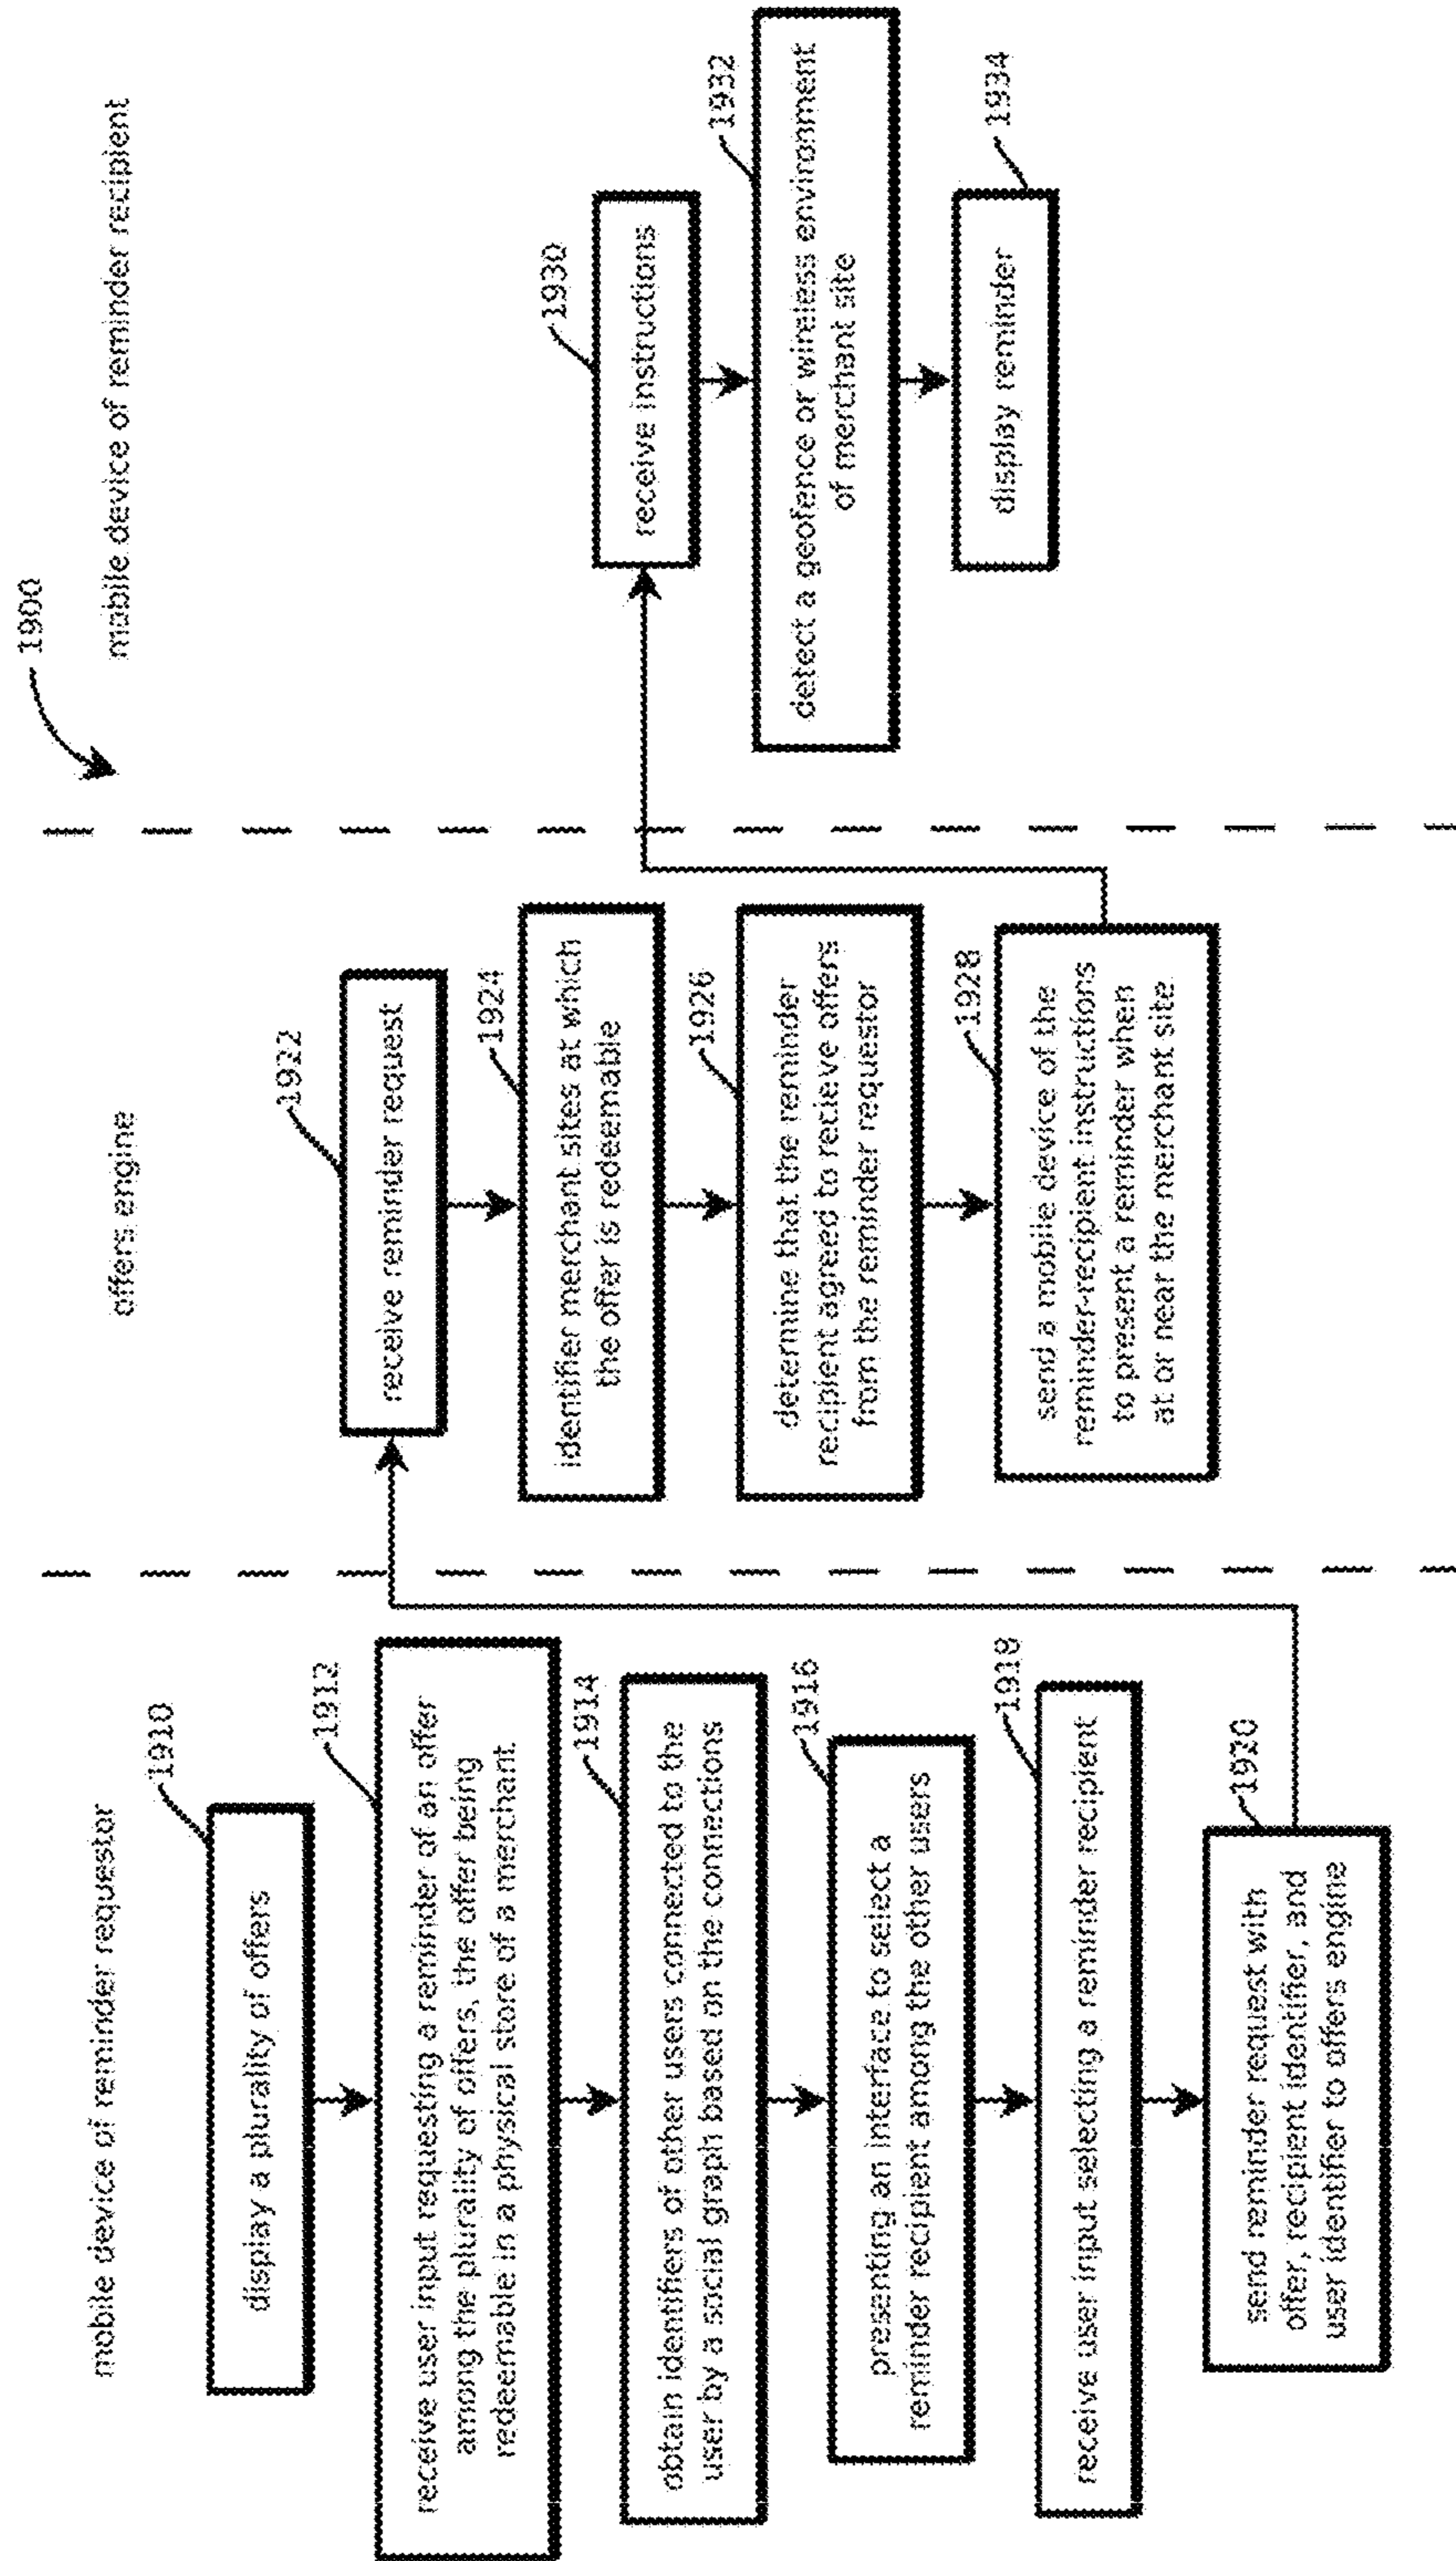 1900
mobile device of reminder requestor
1910
display a plurality of offers
1912
receive user input requesting a reminder of an offer
among the plurality of offers, the offer being
redeemable in a physical store of a merchant
1914
obtain identifiers of other users connected to the
user by a social graph based on the connections
1916
presenting an interface to select a
reminder recipient among the other users
1918
receive user input selecting a reminder recipient
1920
send reminder request with
offer, recipient identifier, and
user identifier to offers engine
offers engine
1922
receive reminder request
1924
identifier merchant sites at which
the offer is redeemable
1926
determine that the reminder
recipient agreed to recieve offers
from the reminder requestor
1928
send a mobile device of the
reminder-recipient instructions
to present a reminder when
at or near the merchant site
mobile device of reminder recipient
1930
receive instructions
1932
detect a geofence or wireless environment
of merchant site
1934
display reminder